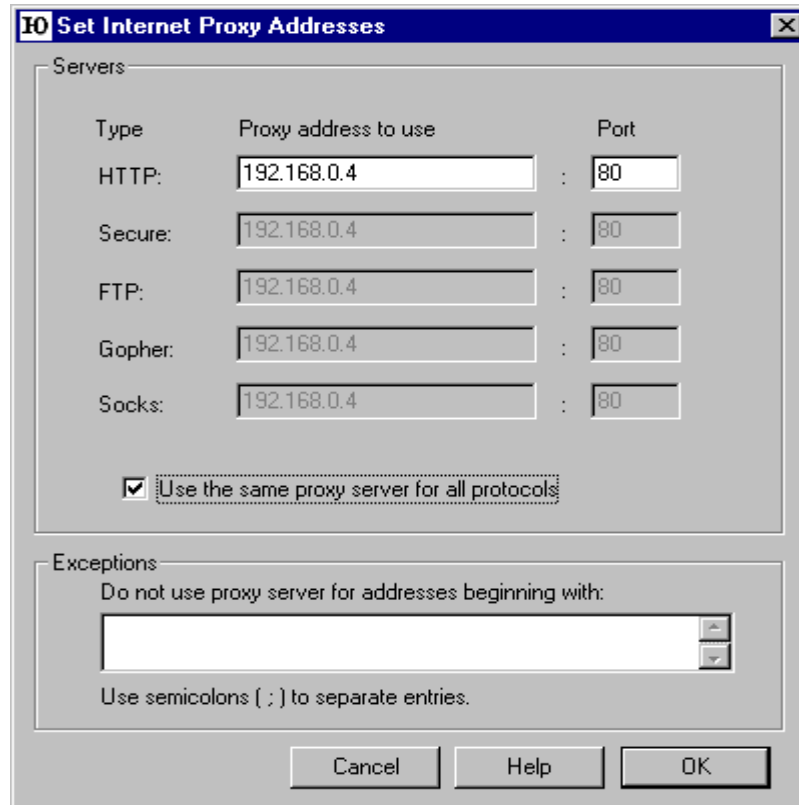 IO Set Internet Proxy Addresses
Servers
Type Proxy address to use Port
HTTP: 192.168.0.4 : 80
Secure: 192.168.0.4 : 80
FTP: 192.168.0.4 : 80
Gopher: 192.168.0.4 : 80
Socks: 192.168.0.4 : 80
Use the same proxy server for all protocols
Exceptions
Do not use proxy server for addresses beginning with:
Use semicolons ( ; ) to separate entries.
Cancel Help OK